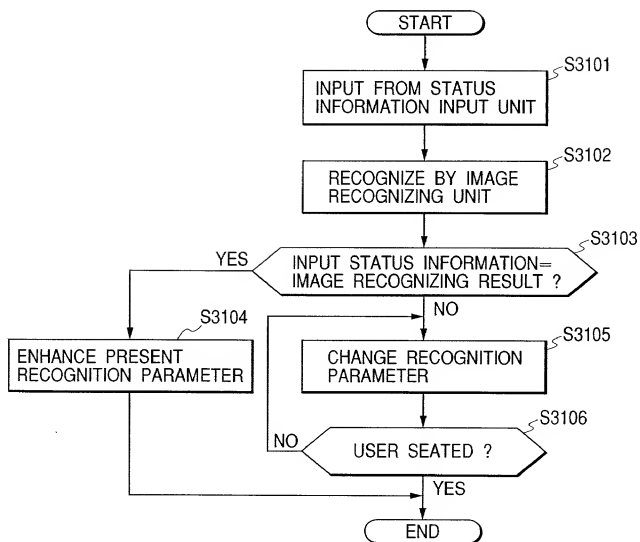 START
S3101
INPUT FROM STATUS
INFORMATION INPUT UNIT
S3102
RECOGNIZE BY IMAGE
RECOGNIZING UNIT
S3103
YES
INPUT STATUS INFORMATION=
IMAGE RECOGNIZING RESULT ?
NO
S3104
ENHANCE PRESENT
RECOGNITION PARAMETER
S3105
CHANGE RECOGNITION
PARAMETER
S3106
NO
USER SEATED ?
YES
END